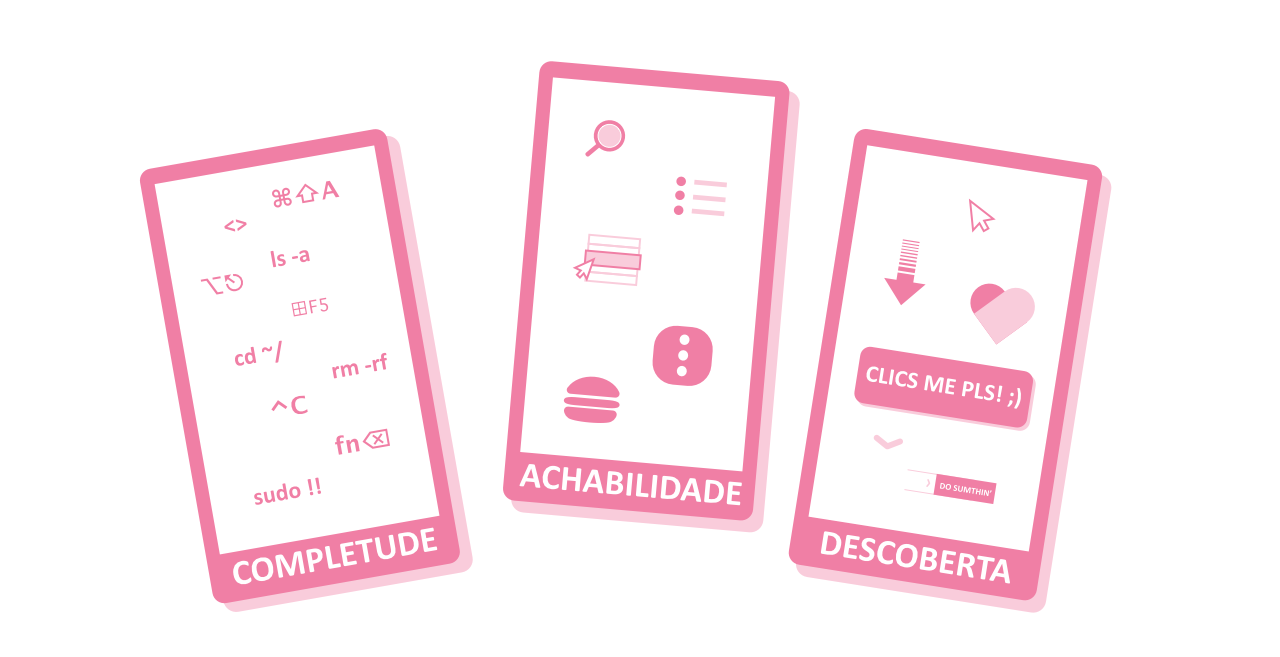 ⌘⇧A
<>
ls -a
⌥⎋
⊞F5
cd ~/
rm -rf
^C
fn⌫
sudo !!
COMPLETUDE
ACHABILIDADE
CLICS ME PLS! ;)
DO SUMTHIN'
DESCOBERTA